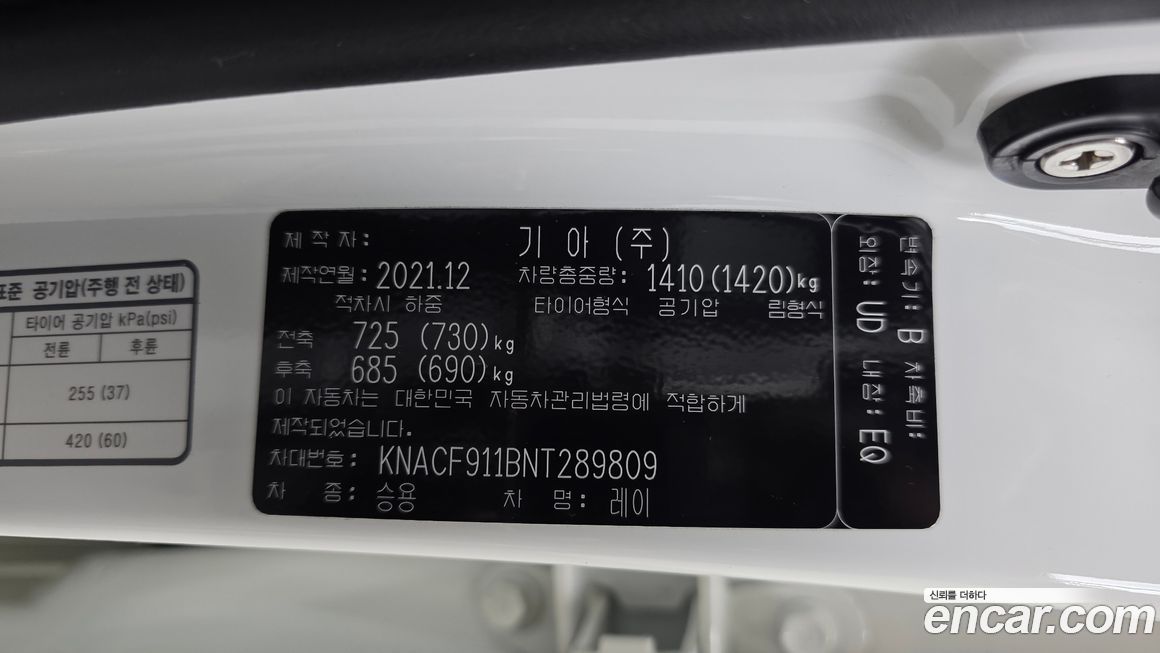 표준 공기압(주행 전 상태)
타이어 공기압 kPa(psi)
전륜 후륜
255 (37)
420 (60)
제 작 자: 기 아 (주)
제작연월: 2021.12 차량총중량: 1410(1420)kg
적차시 하중 타이어형식 공기압 림형식
전축 725 (730)kg
후축 685 (690)kg
이 자동차는 대한민국 자동차관리법령에 적합하게
제작되었습니다.
차대번호: KNACF911BNT289809
차 종: 승용 차 명: 레이
변속기: B 차축비:
외장: UD 내장: EQ
신뢰를 더하다
encar.com